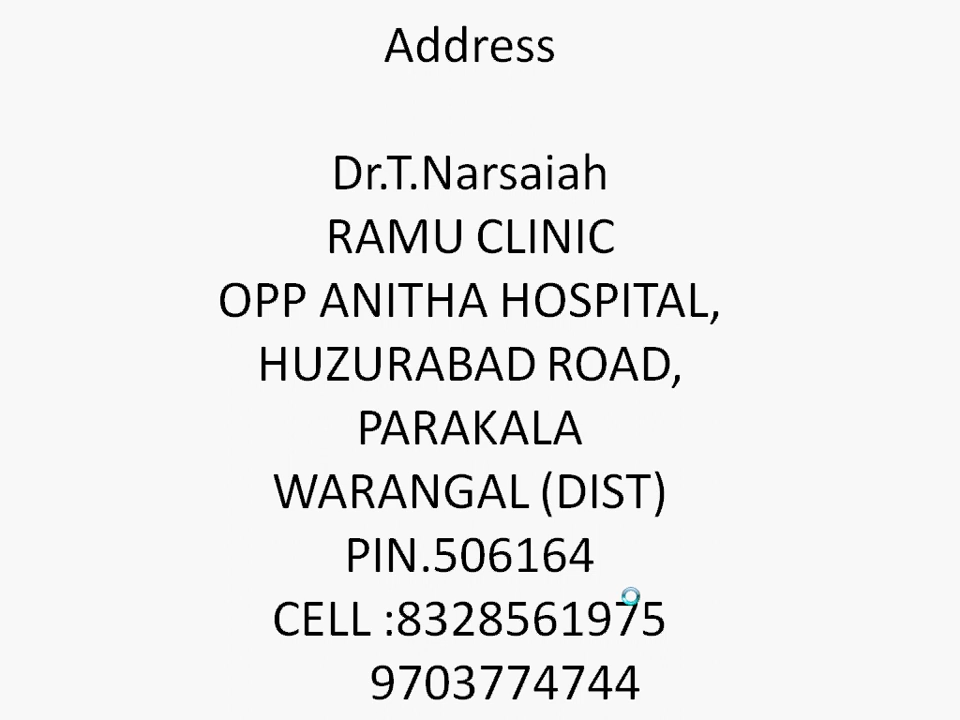 Address
Dr.T.Narsaiah
RAMU CLINIC
OPP ANITHA HOSPITAL,
HUZURABAD ROAD,
PARAKALA
WARANGAL (DIST)
PIN.506164
CELL :8328561975
9703774744